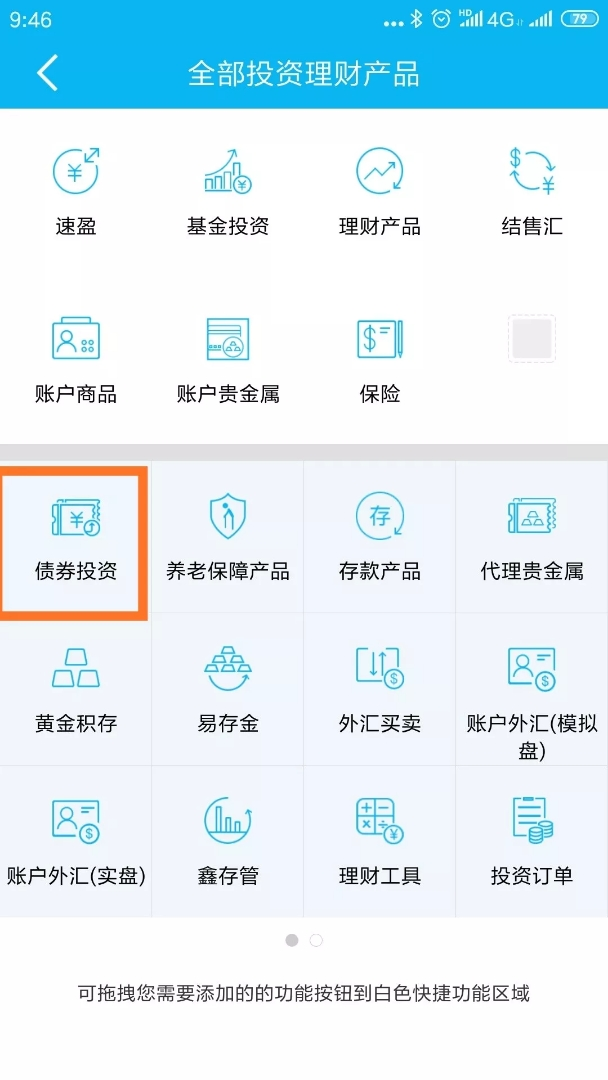 9:46
HD 4G 79
全部投资理财产品
速盈 基金投资 理财产品 结售汇
账户商品 账户贵金属 保险
债券投资 养老保障产品 存款产品 代理贵金属
黄金积存 易存金 外汇买卖 账户外汇(模拟
盘)
账户外汇(实盘) 鑫存管 理财工具 投资订单
可拖拽您需要添加的的功能按钮到白色快捷功能区域